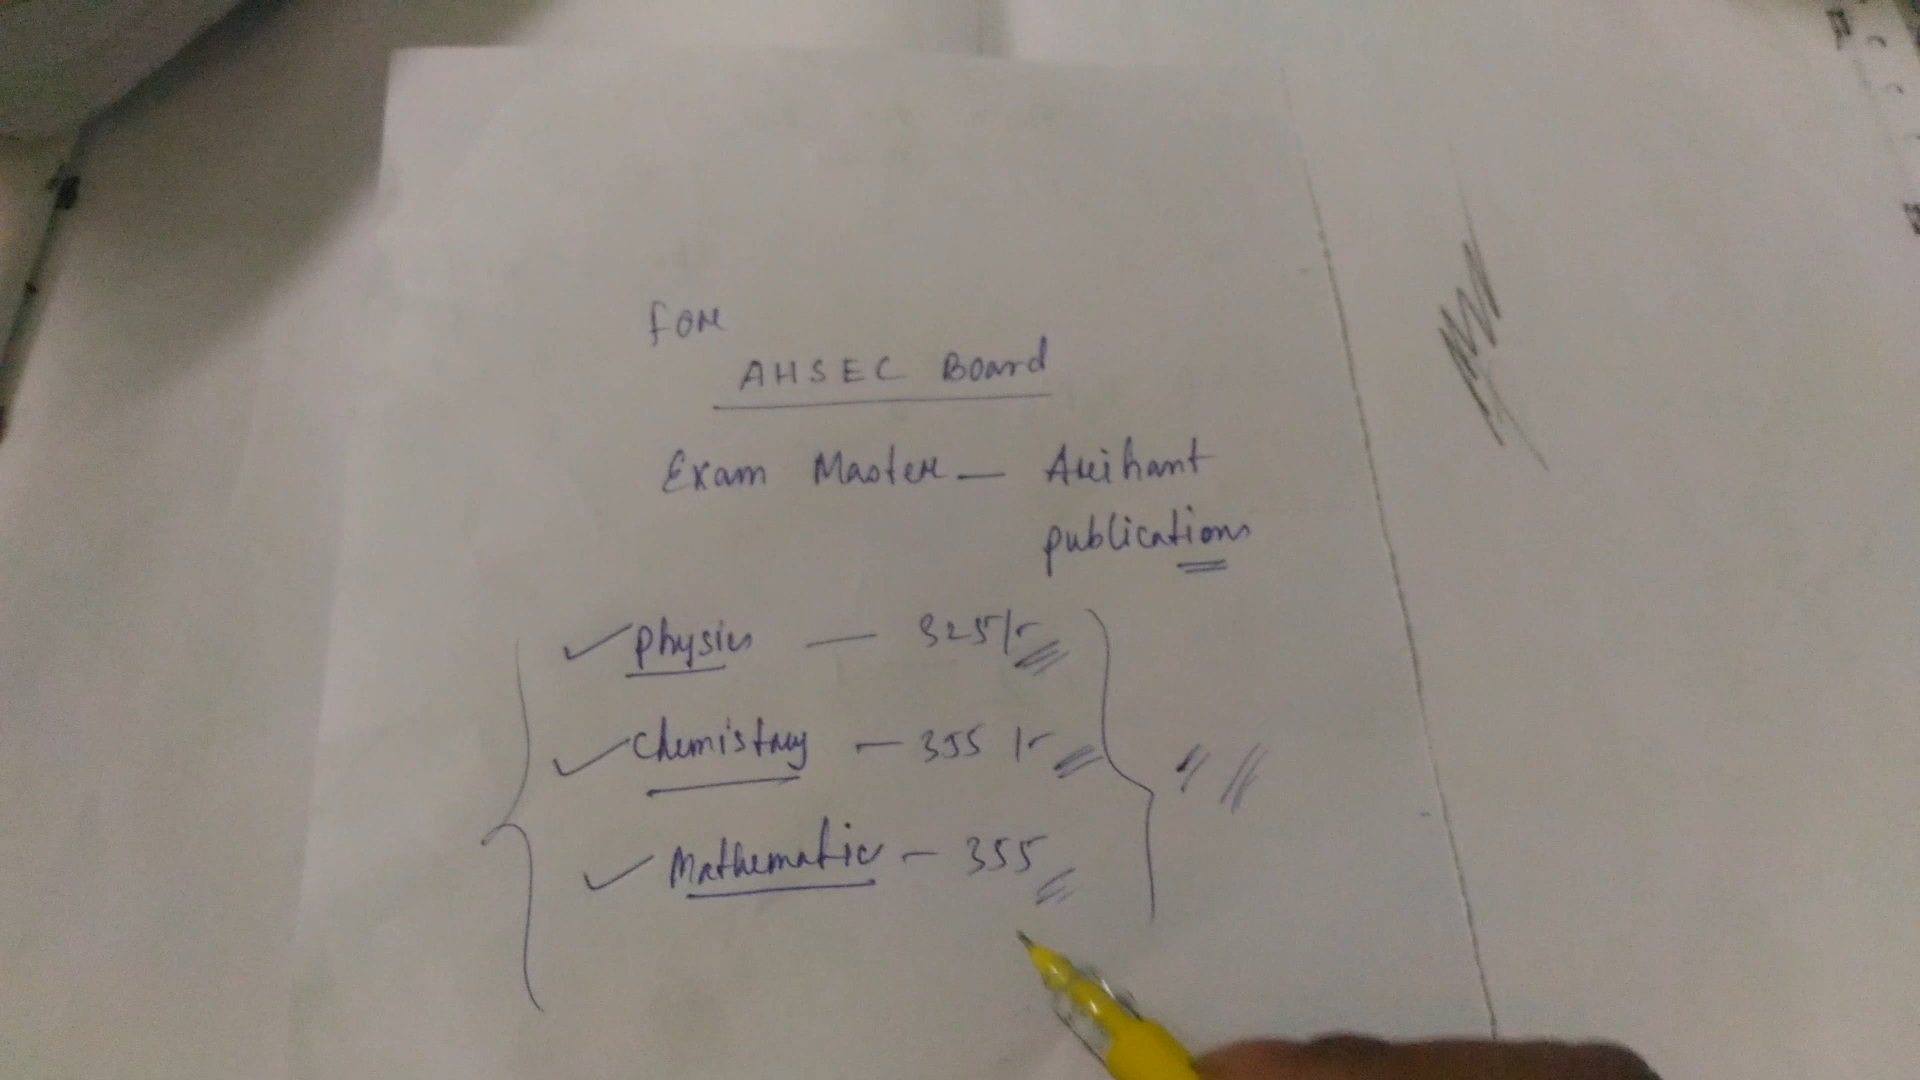 For
AHSEC Board
Exam Master - Arihant
publications
Physics - 325/-
Chemistry - 355/-
Mathematics - 355